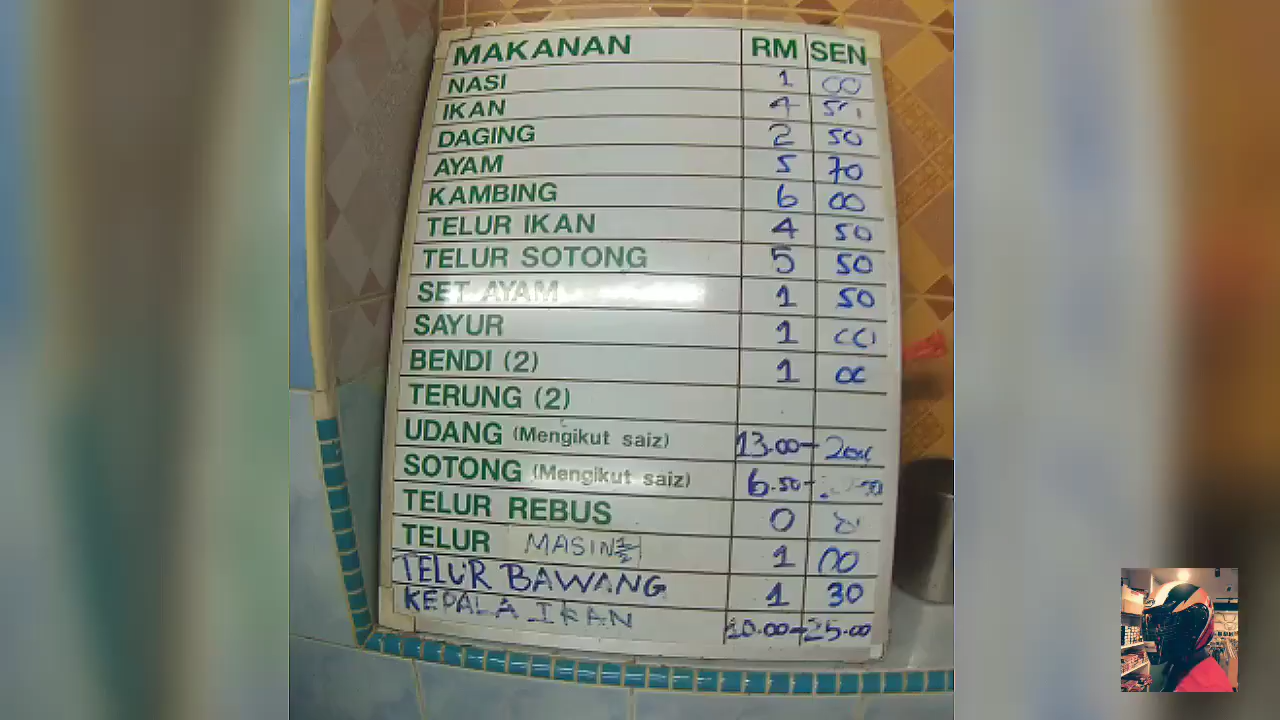 MAKANAN RM SEN
NASI 1 00
IKAN 4
DAGING 2 50
AYAM 5 70
KAMBING 6 00
TELUR IKAN 4 50
TELUR SOTONG 5 50
SET AYAM 1 50
SAYUR 1
BENDI (2) 1
TERUNG (2)
UDANG (Mengikut saiz) 13.00-
SOTONG (Mengikut saiz) 6.50-
TELUR REBUS 0
TELUR MASIN 1 00
TELUR BAWANG 1 30
KEPALA IKAN 10.00-25.00